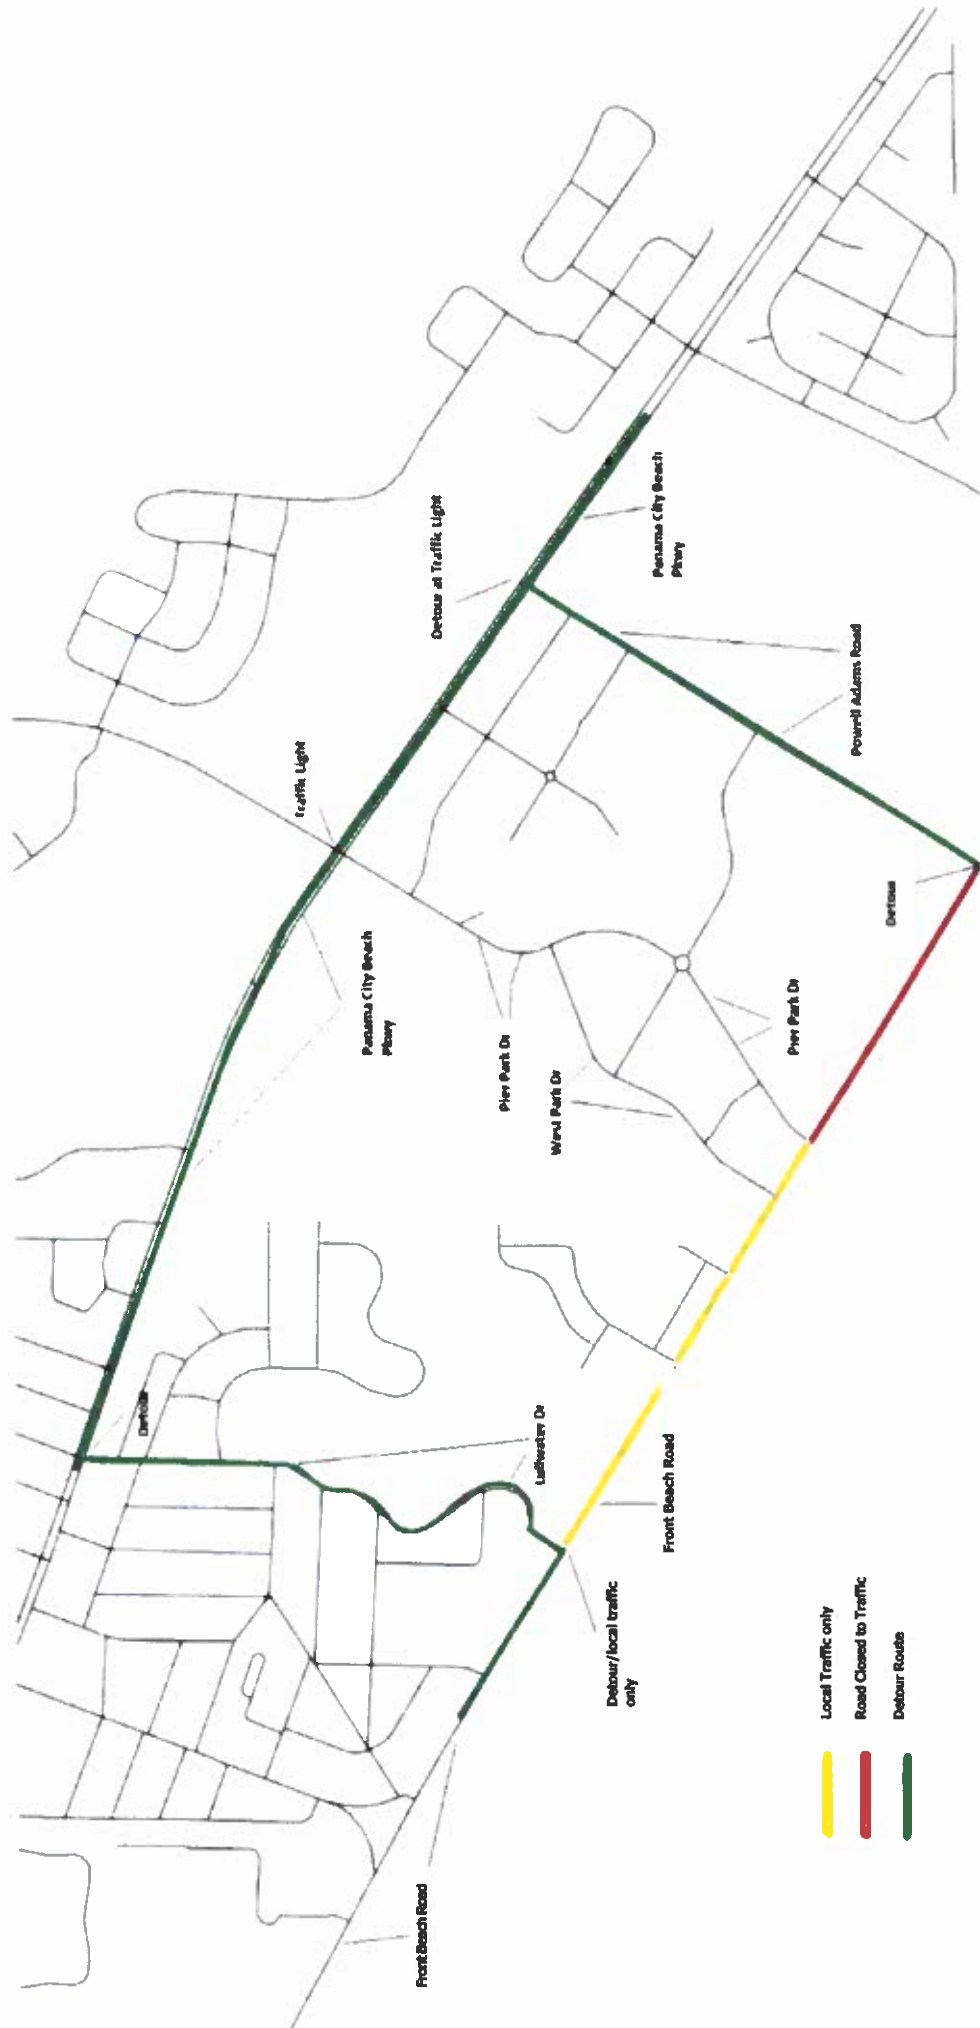 Detour at Traffic Light
Panama City Beach
Pkwy
Powell Adams Road
Traffic Light
Detour
Panama City Beach
Pkwy
Pier Park Dr
West Park Dr
Pier Park Dr
Detour
Lullwater Dr
Front Beach Road
Detour/local traffic
only
Front Beach Road
Local Traffic only
Road Closed to Traffic
Detour Route